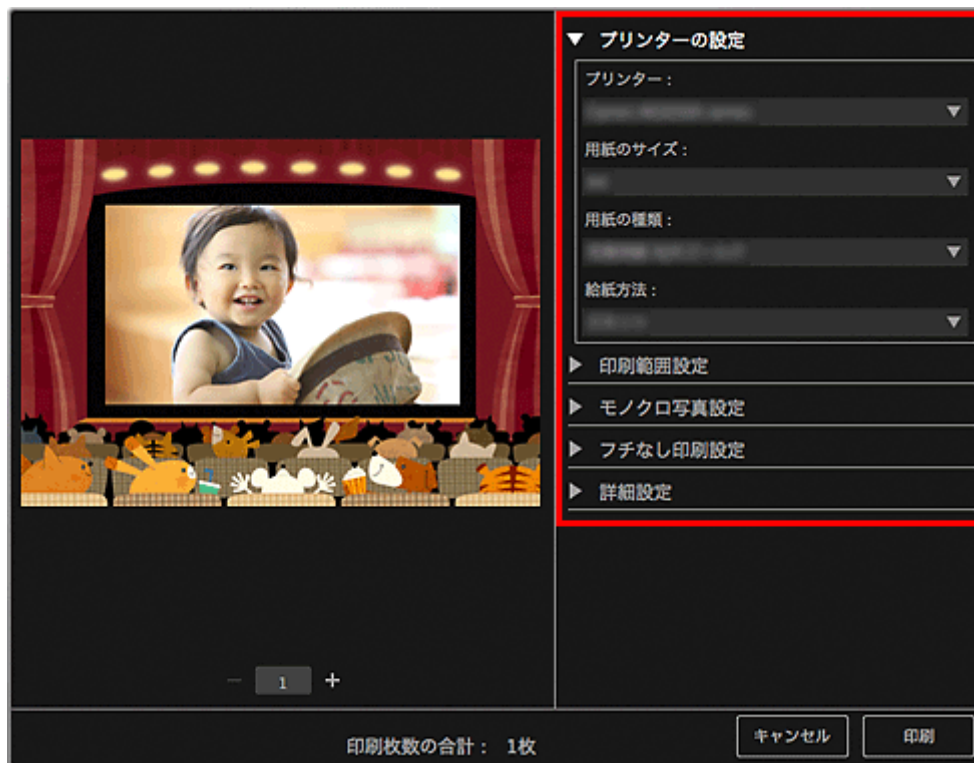 プリンターの設定
プリンター：
用紙のサイズ：
用紙の種類：
給紙方法：
印刷範囲設定
モノクロ写真設定
フチなし印刷設定
詳細設定
1
印刷枚数の合計： 1枚
キャンセル
印刷